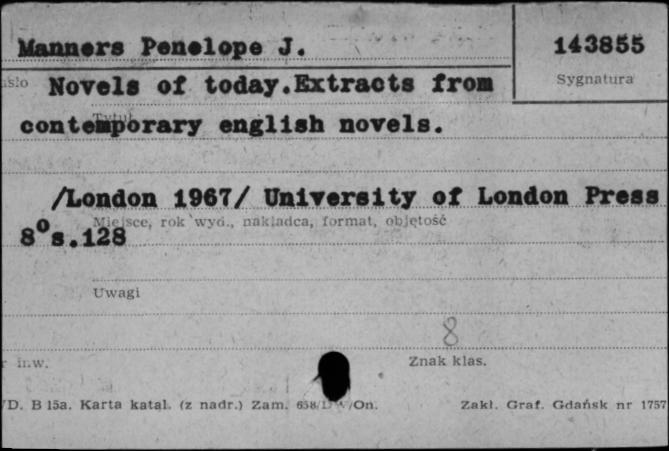 Manners Penelope J.
143855
Sygnatura
Novels of today.Extracts from
Tytuł
contemporary english novels.
/London 1967/ University of London Press
Miejsce, rok wyd., nakładca, format, objętość
8⁰s.128
Uwagi
8
inw.
Znak klas.
/D. B 15a. Karta katal. (z nadr.) Zam. /On.
Zakł. Graf. Gdańsk nr 1757